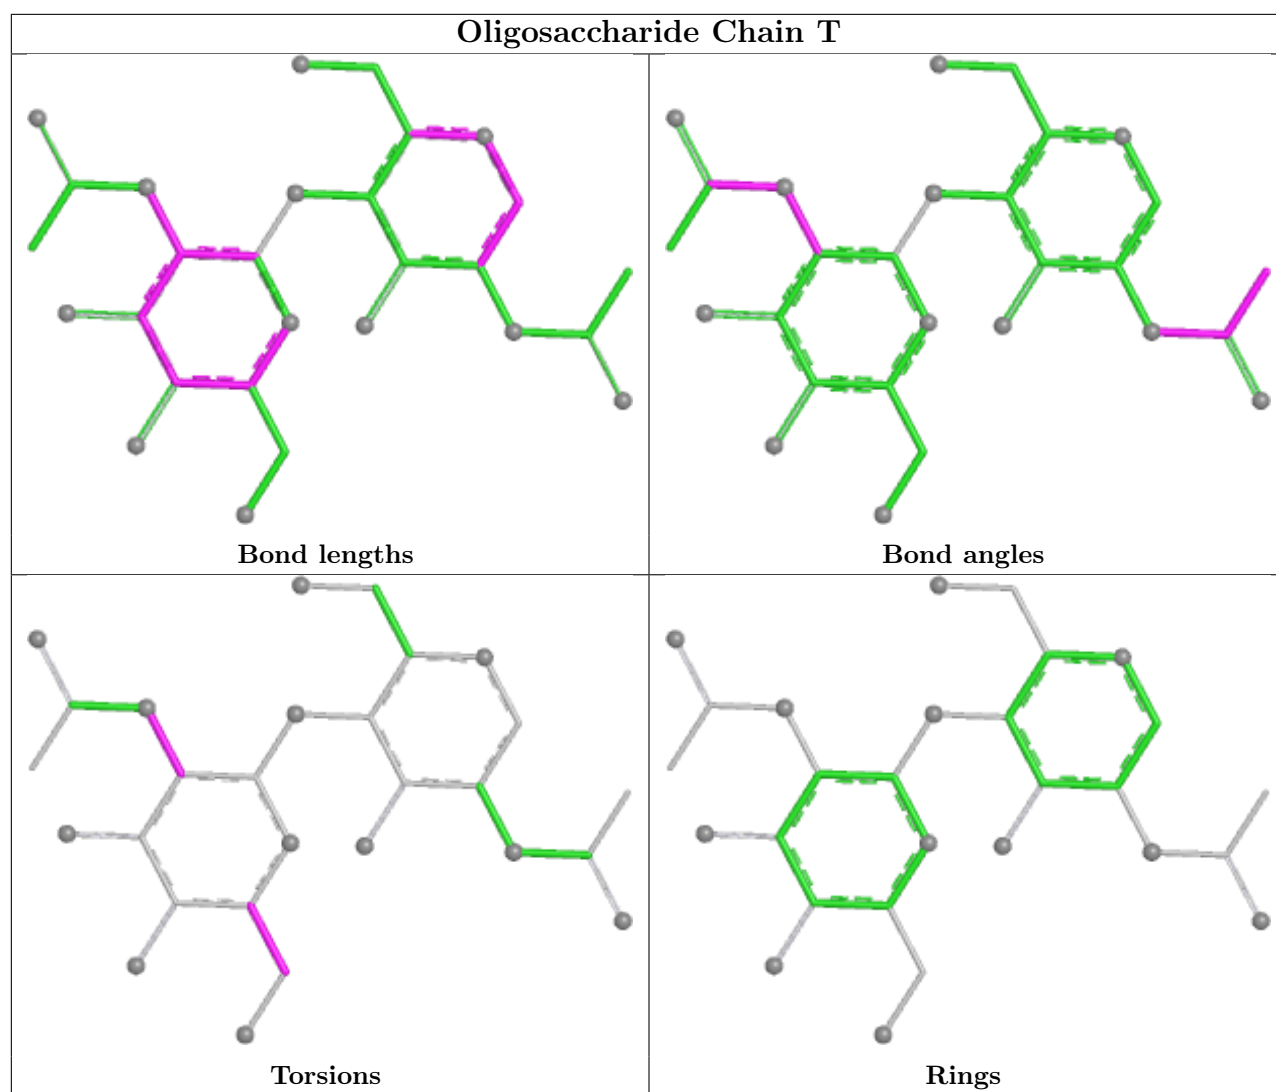 Oligosaccharide Chain T
Bond lengths
Bond angles
Torsions
Rings